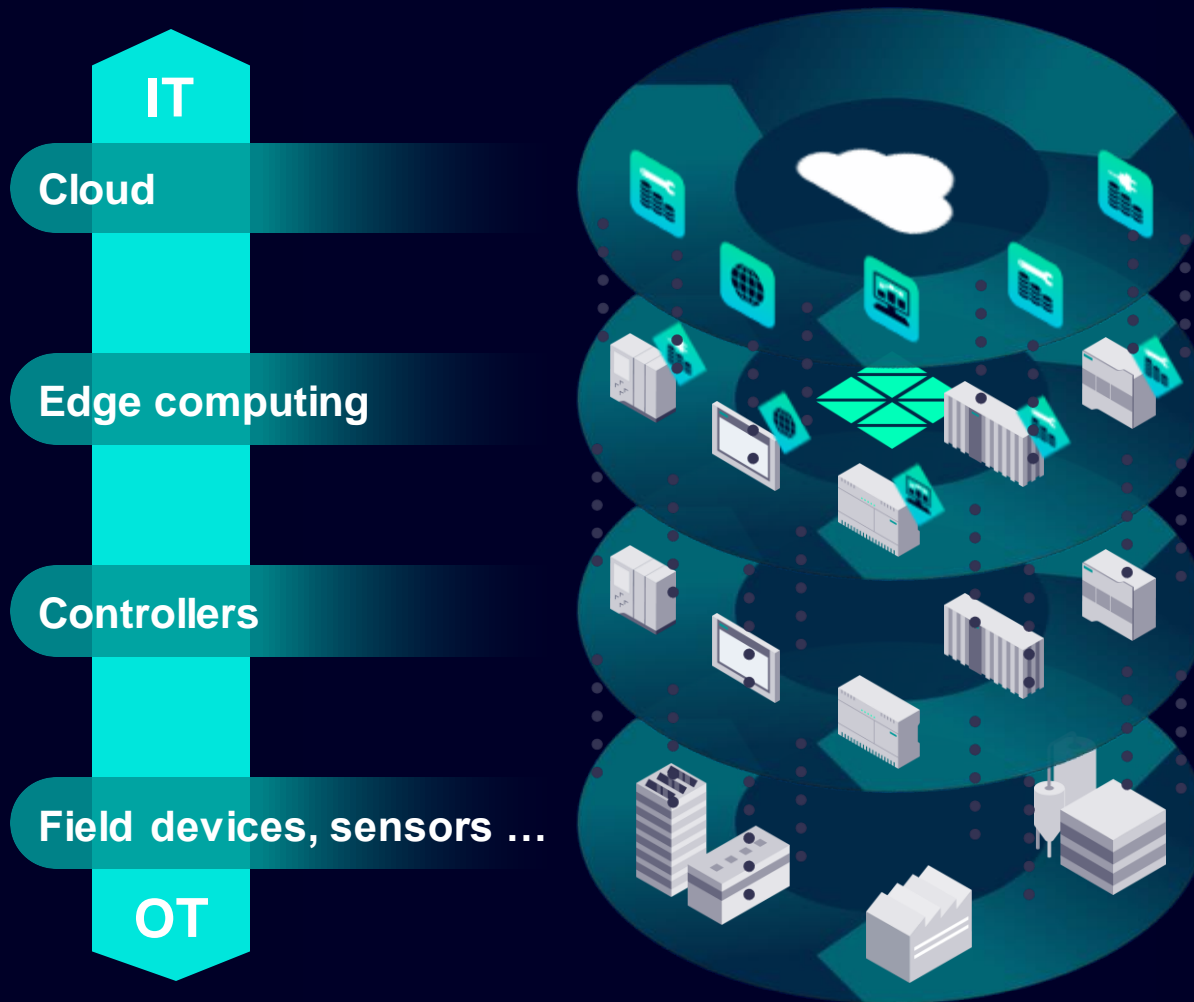 IT
Cloud
Edge computing
Controllers
Field devices, sensors …
OT